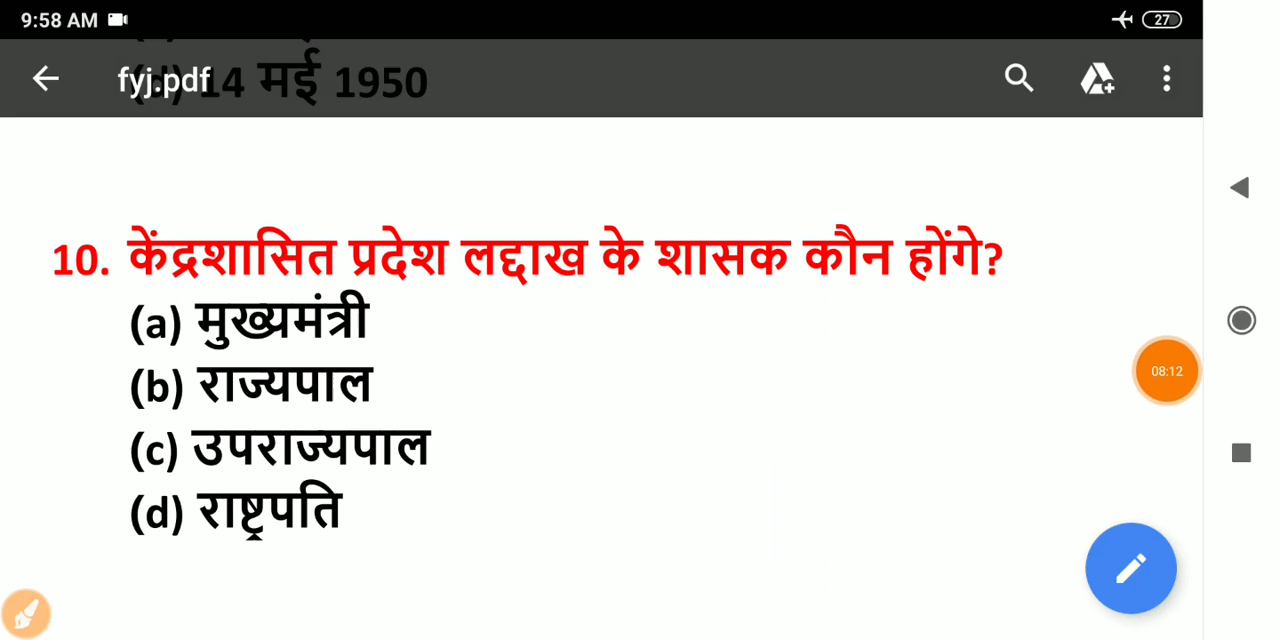 9:58 AM
27
fyj.pdf
(d) 14 मई 1950
10. केंद्रशासित प्रदेश लद्दाख के शासक कौन होंगे?
(a) मुख्यमंत्री
(b) राज्यपाल
(c) उपराज्यपाल
(d) राष्ट्रपति
08:12